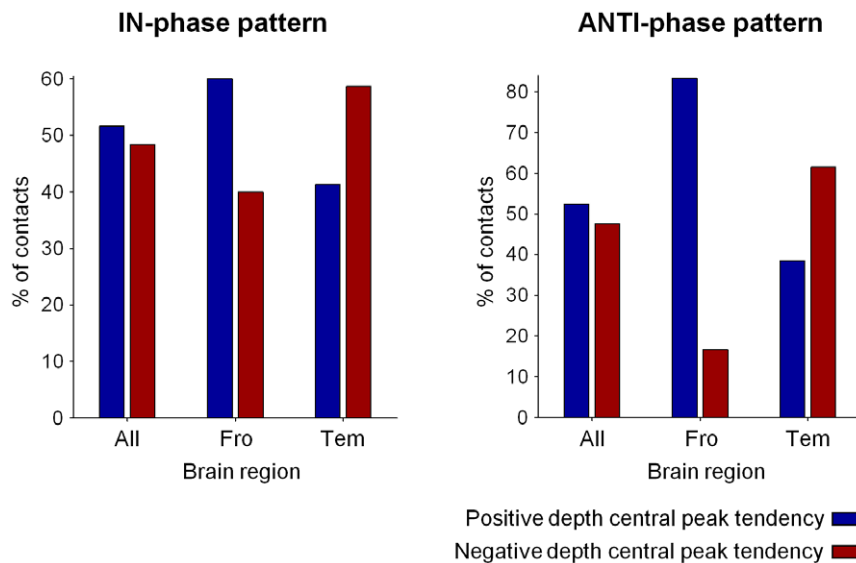 IN-phase pattern
% of contacts
60
50
40
30
20
10
0
All Fro Tem
Brain region
ANTI-phase pattern
% of contacts
80
70
60
50
40
30
20
10
0
All Fro Tem
Brain region
Positive depth central peak tendency
Negative depth central peak tendency